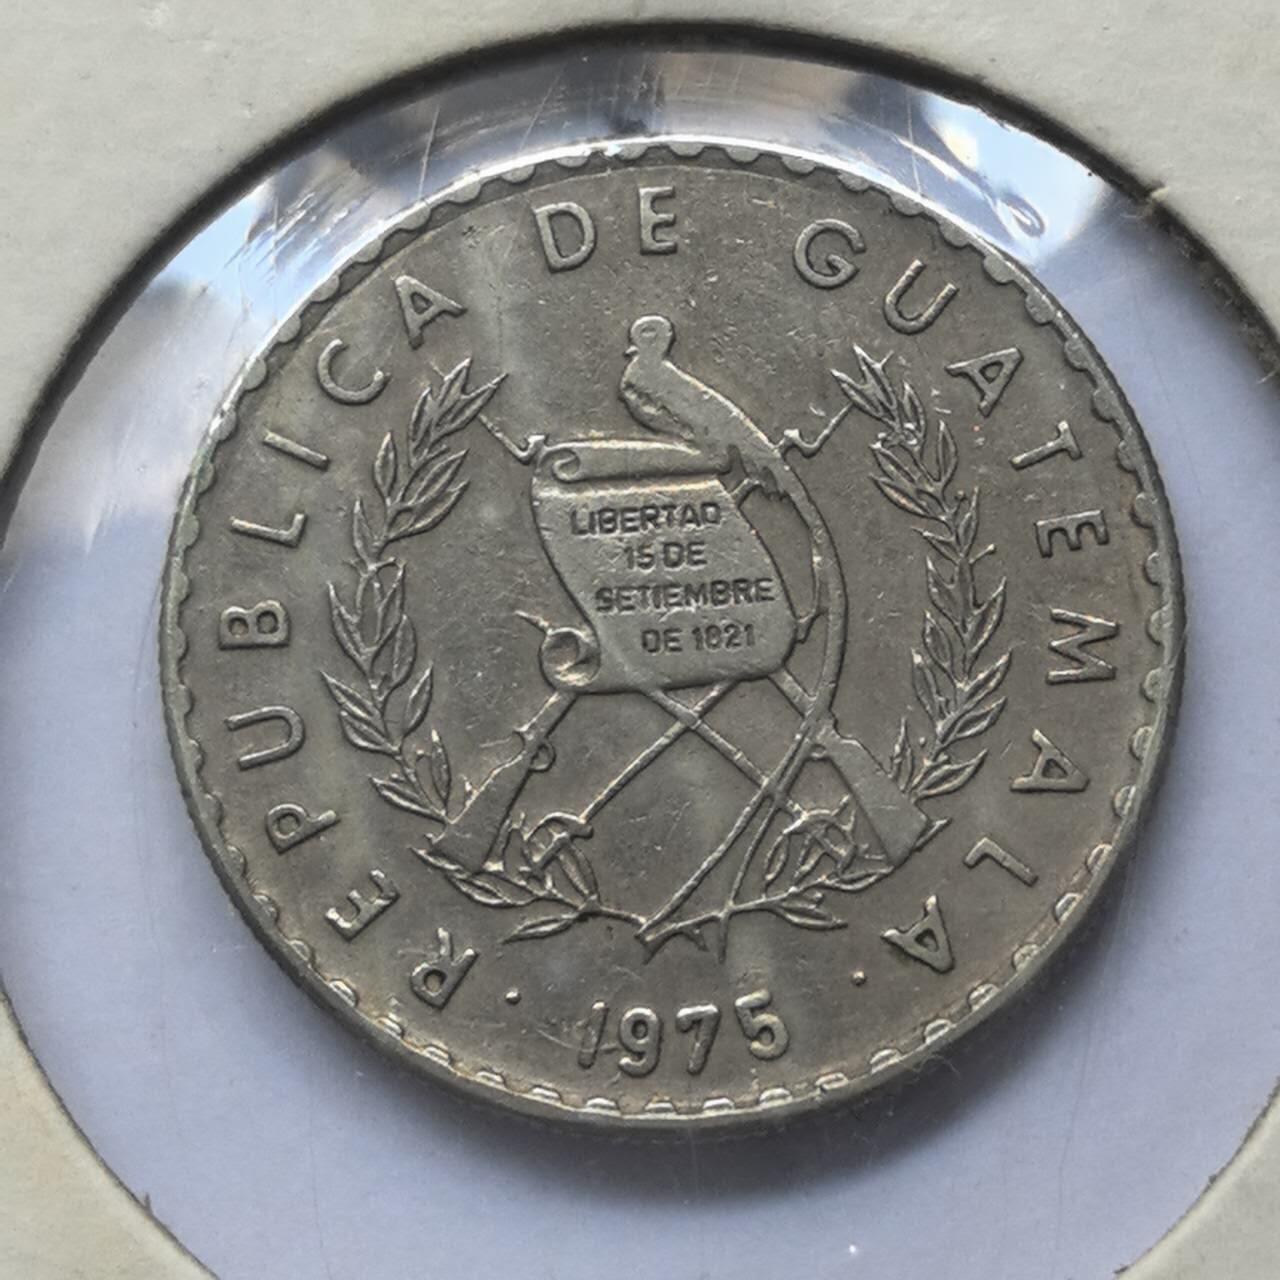 REPUBLICA DE GUATEMALA
LIBERTAD
15 DE
SETIEMBRE
DE 1821
· 1975 ·